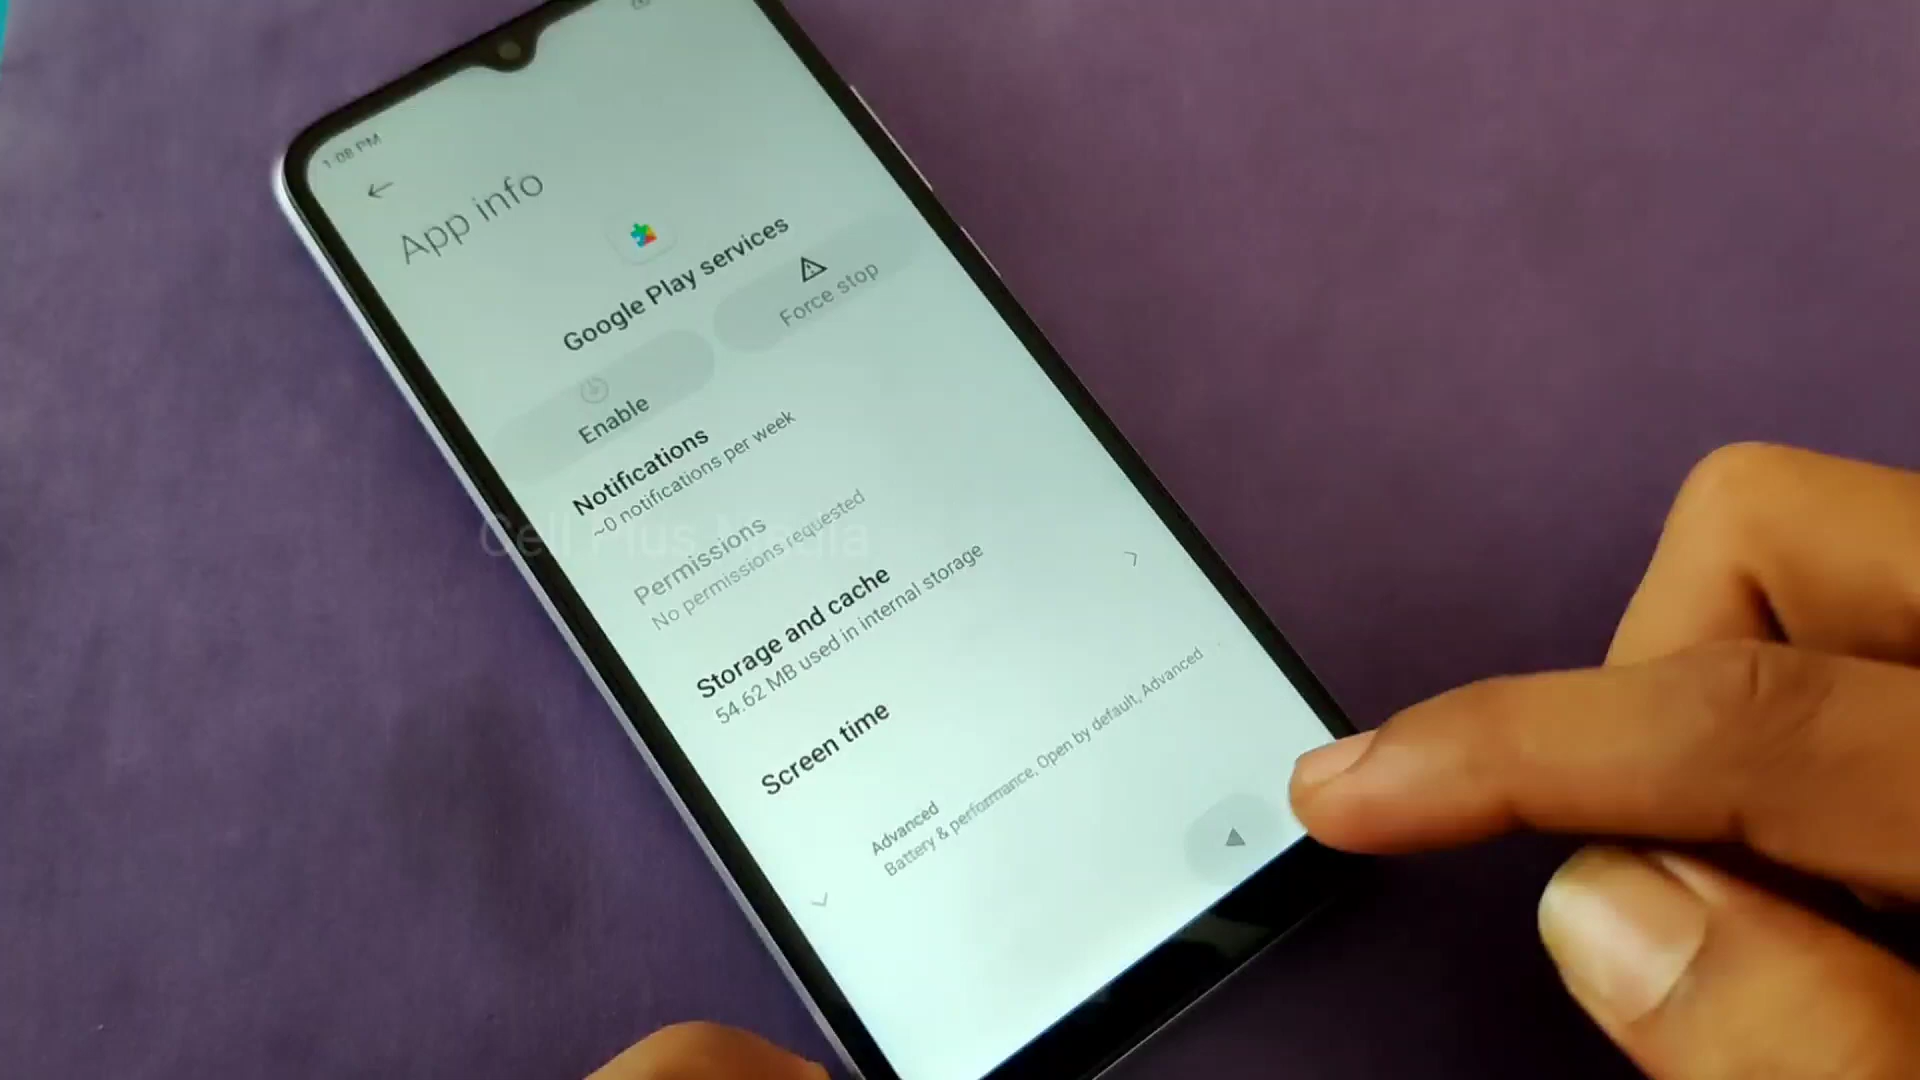 1:08 PM
App info
Google Play services
Enable
Force stop
Notifications
~0 notifications per week
Permissions
No permissions requested
Storage and cache
54.62 MB used in internal storage
Screen time
Advanced
Battery & performance, Open by default, Advanced
Cell Plus Media